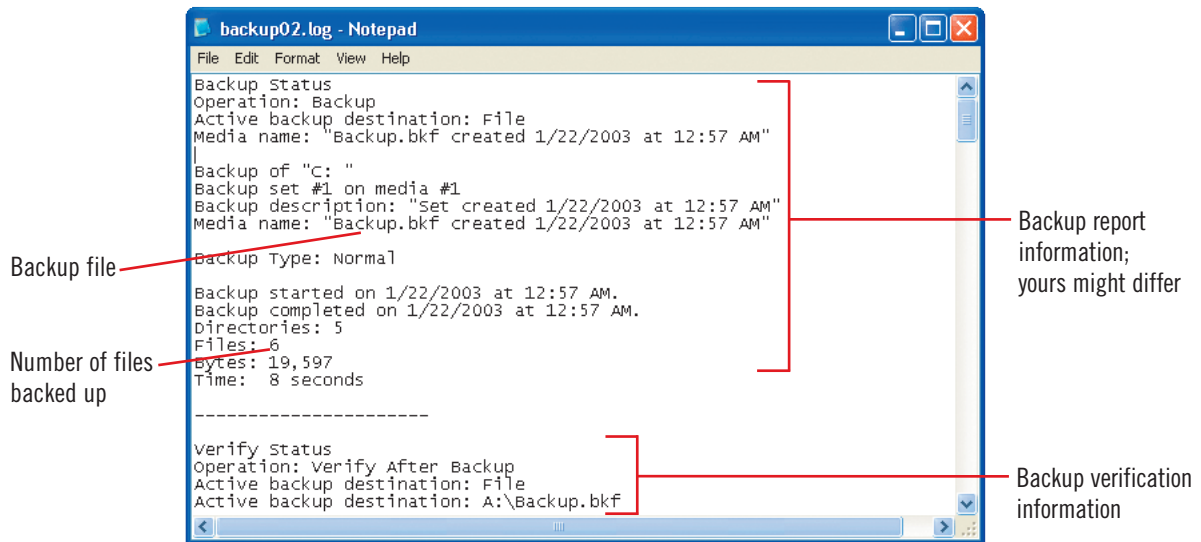 backup02.log - Notepad
File Edit Format View Help
Backup Status
Operation: Backup
Active backup destination: File
Media name: "Backup.bkf created 1/22/2003 at 12:57 AM"
Backup of "C: "
Backup set #1 on media #1
Backup description: "Set created 1/22/2003 at 12:57 AM"
Media name: "Backup.bkf created 1/22/2003 at 12:57 AM"
Backup Type: Normal
Backup started on 1/22/2003 at 12:57 AM.
Backup completed on 1/22/2003 at 12:57 AM.
Directories: 5
Files: 6
Bytes: 19,597
Time:  8 seconds
----------------------
Verify Status
Operation: Verify After Backup
Active backup destination: File
Active backup destination: A:\Backup.bkf
Backup file
Number of files
backed up
Backup report
information;
yours might differ
Backup verification
information